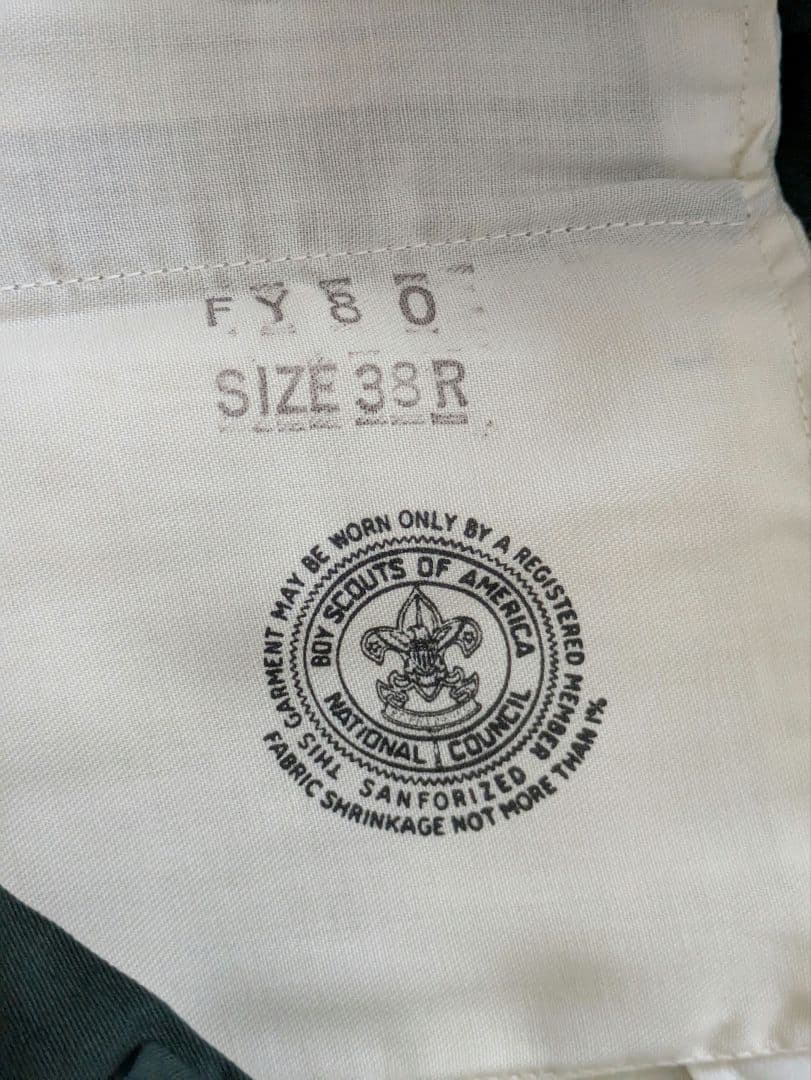 FY80
SIZE 38R
THIS GARMENT MAY BE WORN ONLY BY A REGISTERED MEMBER
BOY SCOUTS OF AMERICA
NATIONAL COUNCIL
SANFORIZED
FABRIC SHRINKAGE NOT MORE THAN 1%